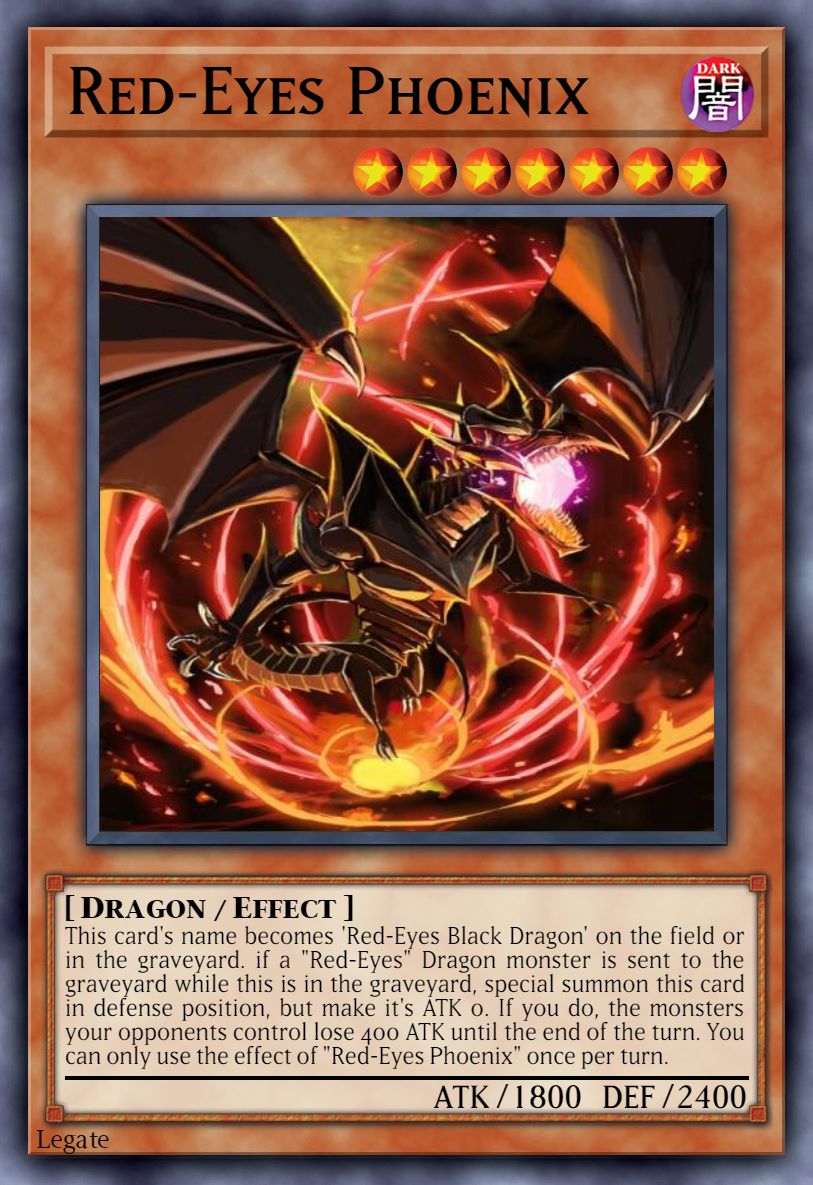 Red-Eyes Phoenix
DARK
闇
[ Dragon / Effect ]
This card's name becomes 'Red-Eyes Black Dragon' on the field or
in the graveyard. if a "Red-Eyes" Dragon monster is sent to the
graveyard while this is in the graveyard, special summon this card
in defense position, but make it's ATK 0. If you do, the monsters
your opponents control lose 400 ATK until the end of the turn. You
can only use the effect of "Red-Eyes Phoenix" once per turn.
ATK/1800 DEF/2400
Legate